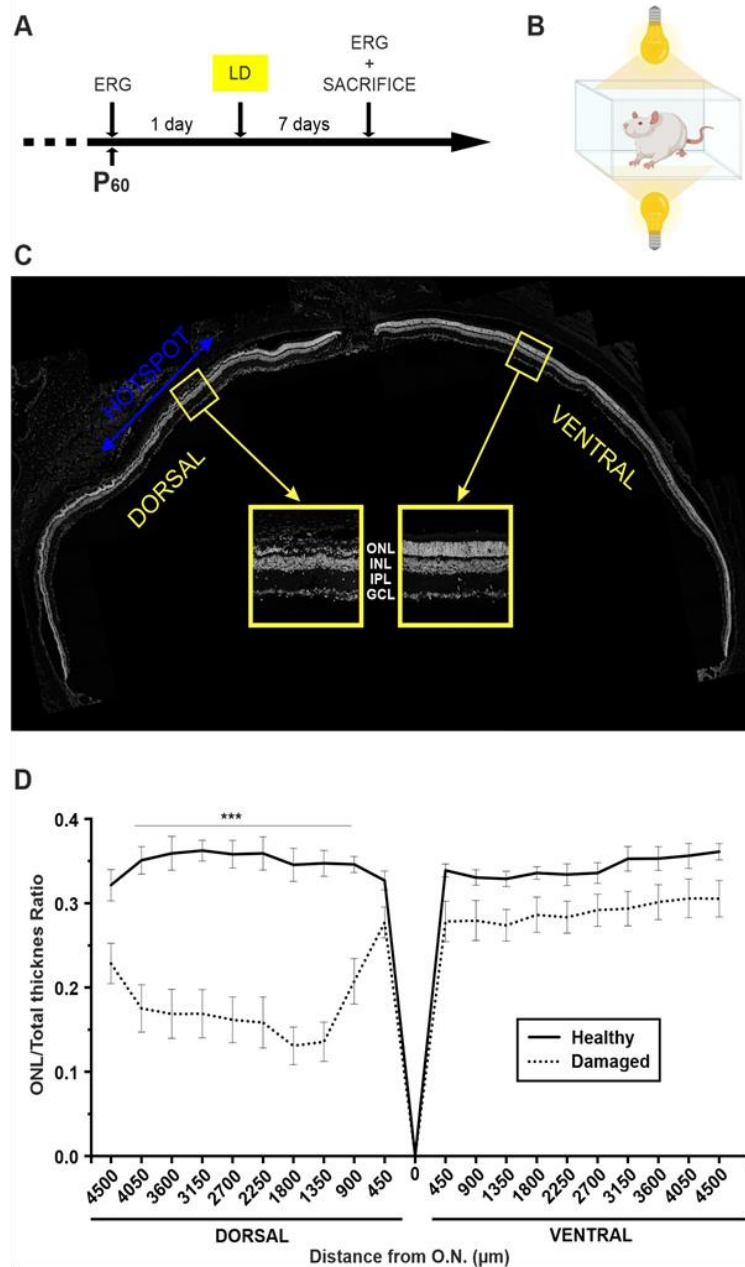 A
ERG
1 day
LD
7 days
ERG
+
SACRIFICE
P60
B
C
HOTSPOT
DORSAL
VENTRAL
ONL
INL
IPL
GCL
D
***
ONL/Total thicknes Ratio
0.4
0.3
0.2
0.1
0.0
Healthy
Damaged
4500 4050 3600 3150 2700 2250 1800 1350 900 450 0 450 900 1350 1800 2250 2700 3150 3600 4050 4500
DORSAL VENTRAL
Distance from O.N. (µm)